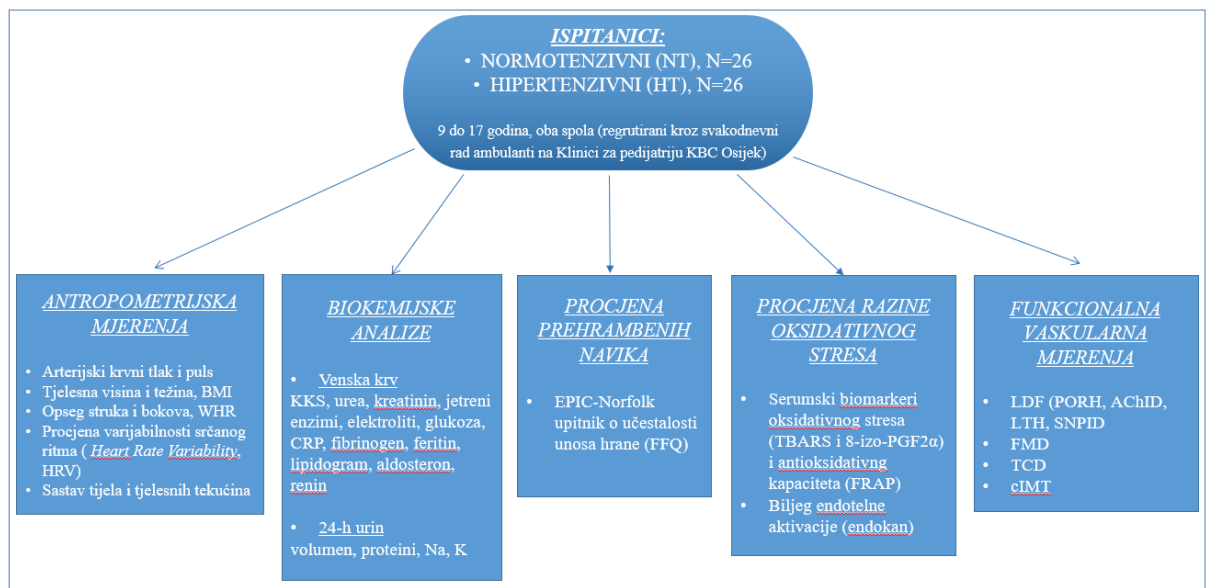 ISPITANICI:
• NORMOTENZIVNI (NT), N=26
• HIPERTENZIVNI (HT), N=26
9 do 17 godina, oba spola (regrutirani kroz svakodnevni
rad ambulanti na Klinici za pedijatriju KBC Osijek)
ANTROPOMETRIJSKA
MJERENJA
• Arterijski krvni tlak i puls
• Tjelesna visina i težina, BMI
• Opseg struka i bokova, WHR
• Procjena varijabilnosti srčanog
ritma ( Heart Rate Variability,
HRV)
• Sastav tijela i tjelesnih tekućina
BIOKEMIJSKE
ANALIZE
• Venska krv
KKS, urea, kreatinin, jetreni
enzimi, elektroliti, glukoza,
CRP, fibrinogen, feritin,
lipidogram, aldosteron,
renin
• 24-h urin
volumen, proteini, Na, K
PROCJENA
PREHRAMBENIH
NAVIKA
• EPIC-Norfolk
upitnik o učestalosti
unosa hrane (FFQ)
PROCJENA RAZINE
OKSIDATIVNOG
STRESA
• Serumski biomarkeri
oksidativnog stresa
(TBARS i 8-izo-PGF2α)
i antioksidativng
kapaciteta (FRAP)
• Biljeg endotelne
aktivacije (endokan)
FUNKCIONALNA
VASKULARNA
MJERENJA
• LDF (PORH, AChID,
LTH, SNPID
• FMD
• TCD
• cIMT